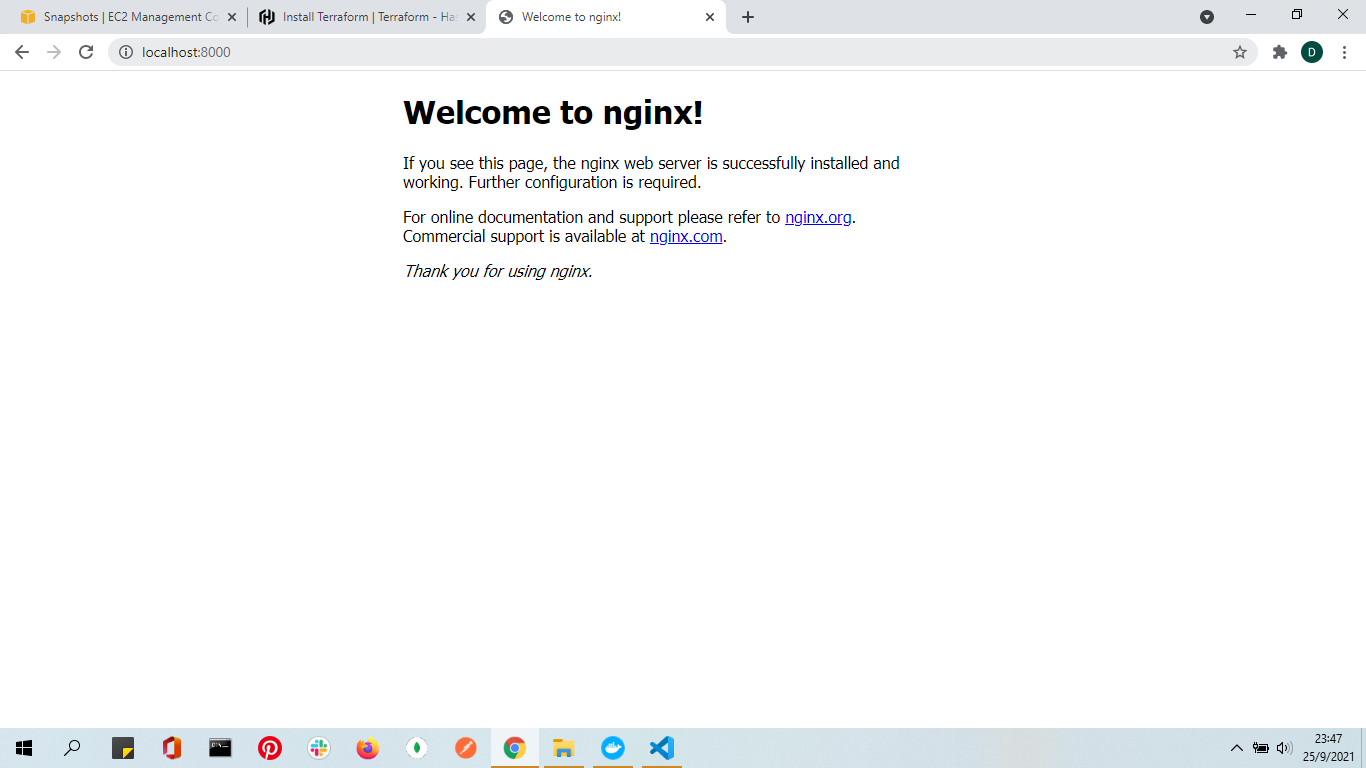 Snapshots | EC2 Management Co
Install Terraform | Terraform - Has
Welcome to nginx!
localhost:8000
D
Welcome to nginx!
If you see this page, the nginx web server is successfully installed and
working. Further configuration is required.
For online documentation and support please refer to nginx.org.
Commercial support is available at nginx.com.
Thank you for using nginx.
23:47
25/9/2021